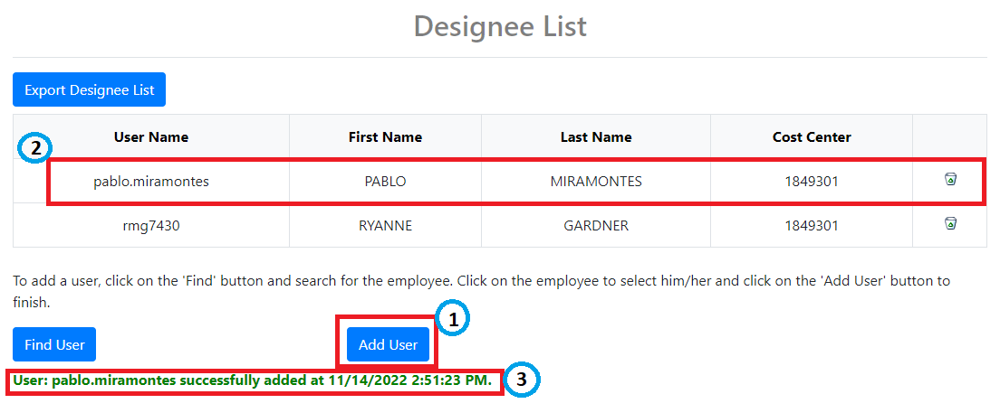 Designee List
Export Designee List
User Name First Name Last Name Cost Center
2
pablo.miramontes PABLO MIRAMONTES 1849301
rmg7430 RYANNE GARDNER 1849301
To add a user, click on the 'Find' button and search for the employee. Click on the employee to select him/her and click on the 'Add User' button to
finish.
1
Find User Add User
User: pablo.miramontes successfully added at 11/14/2022 2:51:23 PM. 3